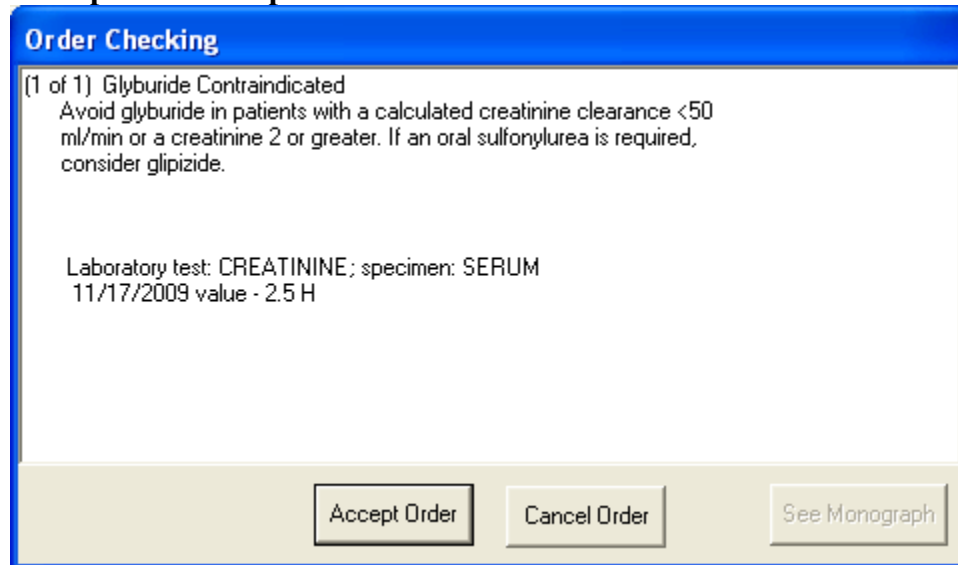 Order Checking
(1 of 1) Glyburide Contraindicated
Avoid glyburide in patients with a calculated creatinine clearance <50
ml/min or a creatinine 2 or greater. If an oral sulfonylurea is required,
consider glipizide.
Laboratory test: CREATININE; specimen: SERUM
11/17/2009 value - 2.5 H
Accept Order
Cancel Order
See Monograph